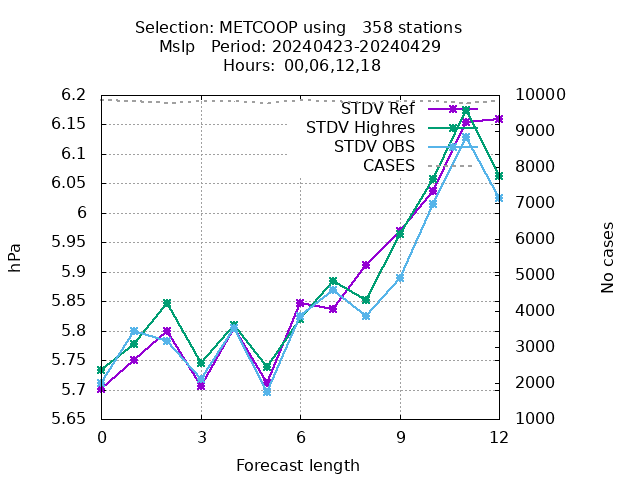 Selection: METCOOP using   358 stations
Mslp   Period: 20240423-20240429
Hours: 00,06,12,18
STDV Ref
STDV Highres
STDV OBS
CASES
6.2
6.15
6.1
6.05
6
5.95
5.9
5.85
5.8
5.75
5.7
5.65
hPa
10000
9000
8000
7000
6000
5000
4000
3000
2000
1000
No cases
0 3 6 9 12
Forecast length